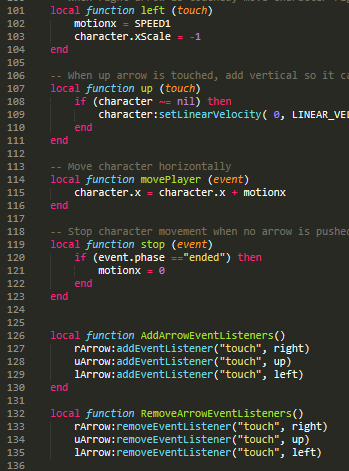 101 local function left (touch)
102 motionx = SPEED1
103 character.xScale = -1
104 end
105
106 -- When up arrow is touched, add vertical so it ca
107 local function up (touch)
108 if (character ~= nil) then
109 character:setLinearVelocity( 0, LINEAR_VEL
110 end
111 end
112
113 -- Move character horizontally
114 local function movePlayer (event)
115 character.x = character.x + motionx
116 end
117
118 -- Stop character movement when no arrow is pushed
119 local function stop (event)
120 if (event.phase =="ended") then
121 motionx = 0
122 end
123 end
124
125
126 local function AddArrowEventListeners()
127 rArrow:addEventListener("touch", right)
128 uArrow:addEventListener("touch", up)
129 lArrow:addEventListener("touch", left)
130 end
131
132 local function RemoveArrowEventListeners()
133 rArrow:removeEventListener("touch", right)
134 uArrow:removeEventListener("touch", up)
135 lArrow:removeEventListener("touch", left)
136